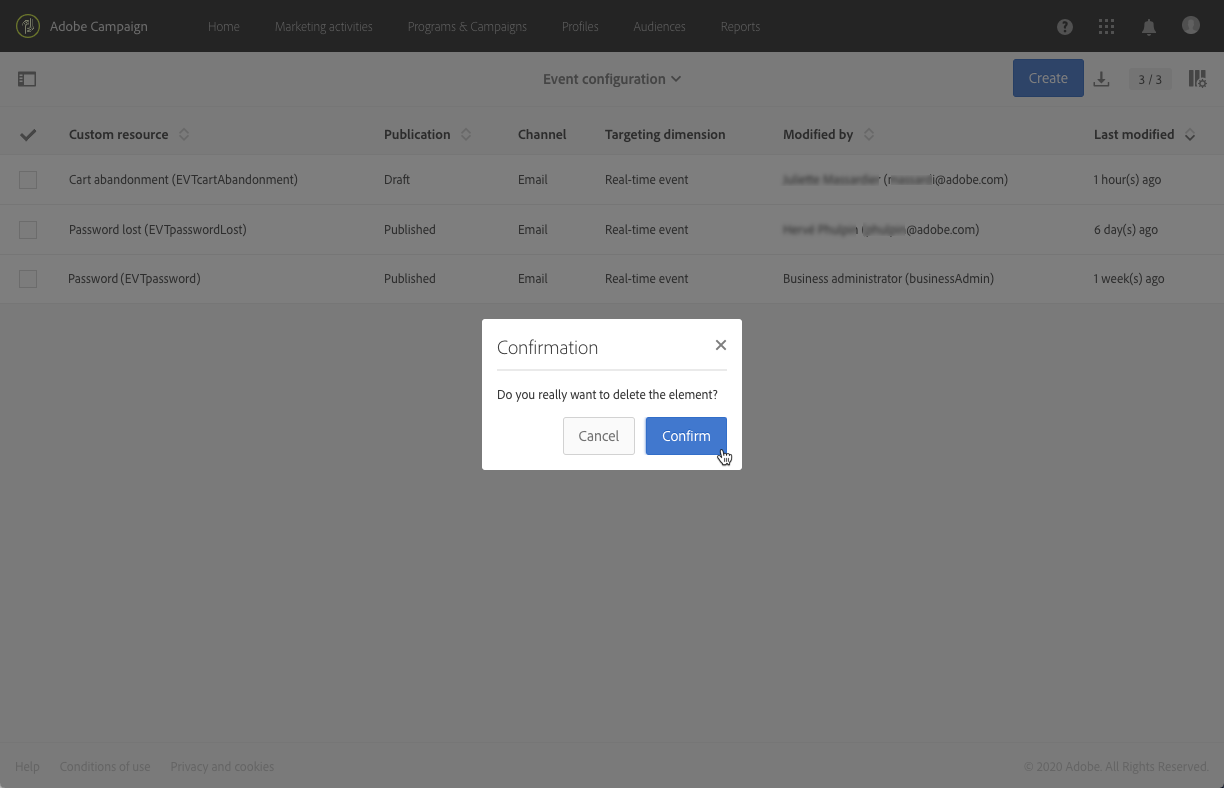 Adobe Campaign Home Marketing activities Programs & Campaigns Profiles Audiences Reports
Event configuration Create 3 / 3
Custom resource Publication Channel Targeting dimension Modified by Last modified
Cart abandonment (EVTcartAbandonment) Draft Email Real-time event i@adobe.com) 1 hour(s) ago
Password lost (EVTpasswordLost) Published Email Real-time event @adobe.com) 6 day(s) ago
Password (EVTpassword) Published Email Real-time event Business administrator (businessAdmin) 1 week(s) ago
Confirmation
Do you really want to delete the element?
Cancel Confirm
Help Conditions of use Privacy and cookies © 2020 Adobe. All Rights Reserved.